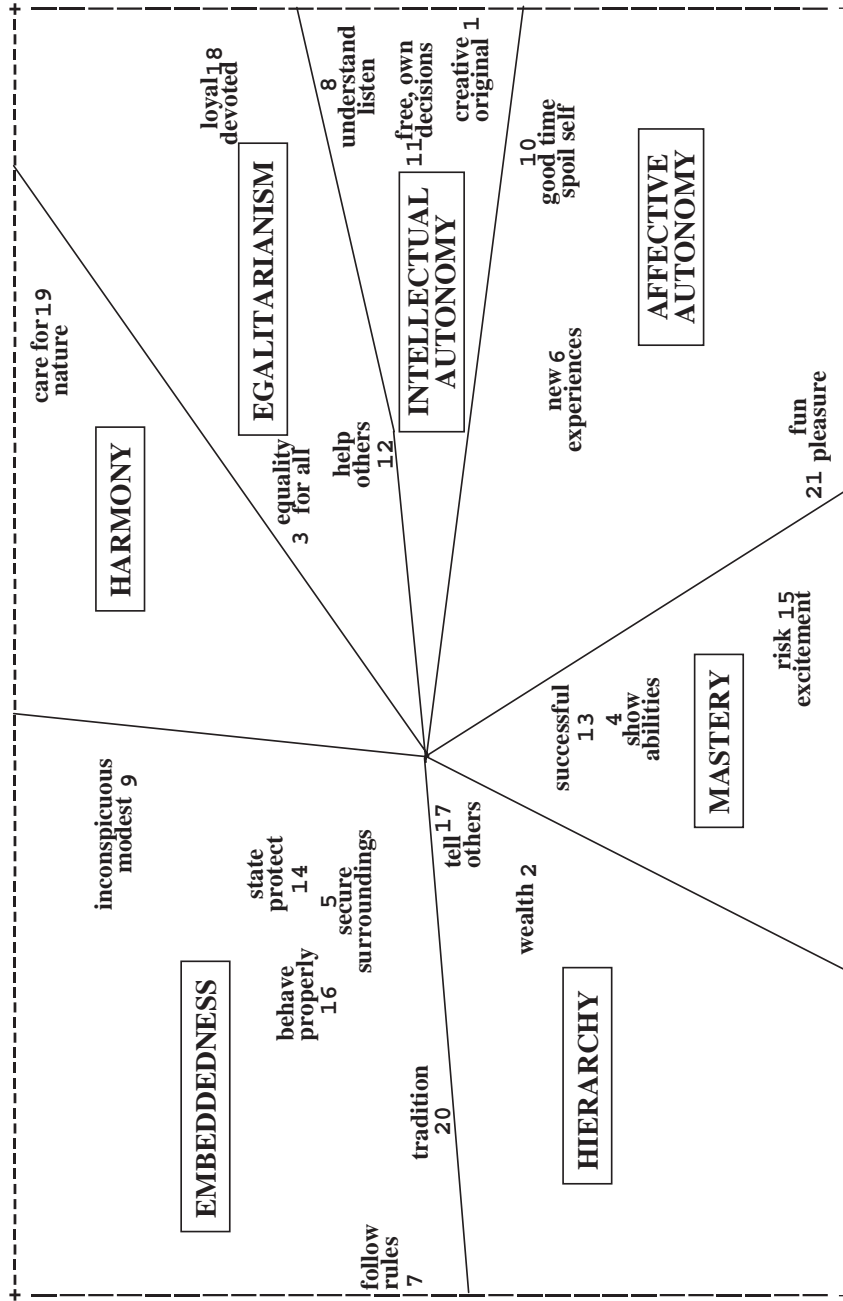 care for 19
nature
inconspicuous
modest 9
HARMONY
EMBEDDEDNESS
loyal 18
devoted
EGALITARIANISM
state
protect
14
behave
properly
16
equality
for all
3
5
secure
surroundings
8
understand
listen
help
others
12
follow
rules
7
11 free, own
decisions
tradition
20
INTELLECTUAL
AUTONOMY
tell 17
others
creative 1
original
wealth 2
10
good time
spoil self
new 6
experiences
successful
13
HIERARCHY
4
show
abilities
AFFECTIVE
AUTONOMY
MASTERY
risk 15
excitement
fun
21 pleasure